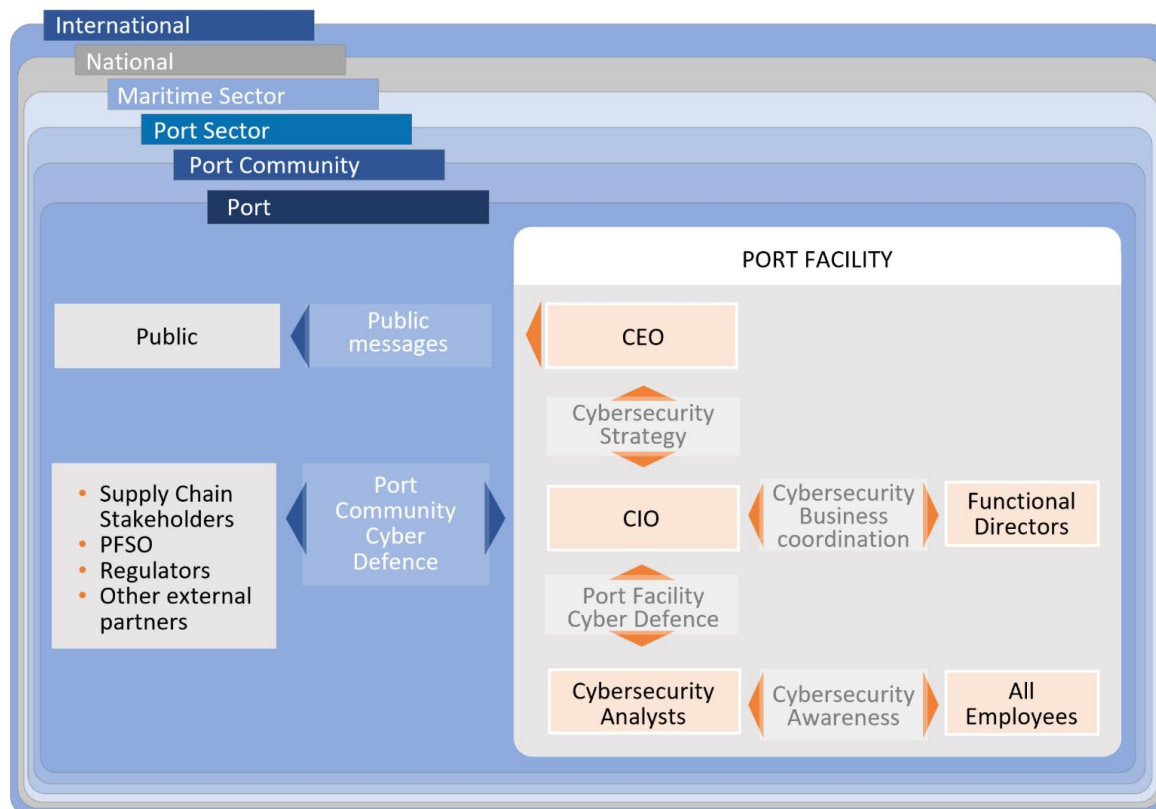 International
National
Maritime Sector
Port Sector
Port Community
Port
PORT FACILITY
Public
Public
messages
CEO
Cybersecurity
Strategy
• Supply Chain
Stakeholders
• PFSO
• Regulators
• Other external
partners
Port
Community
Cyber
Defence
CIO
Cybersecurity
Business
coordination
Functional
Directors
Port Facility
Cyber Defence
Cybersecurity
Analysts
Cybersecurity
Awareness
All
Employees